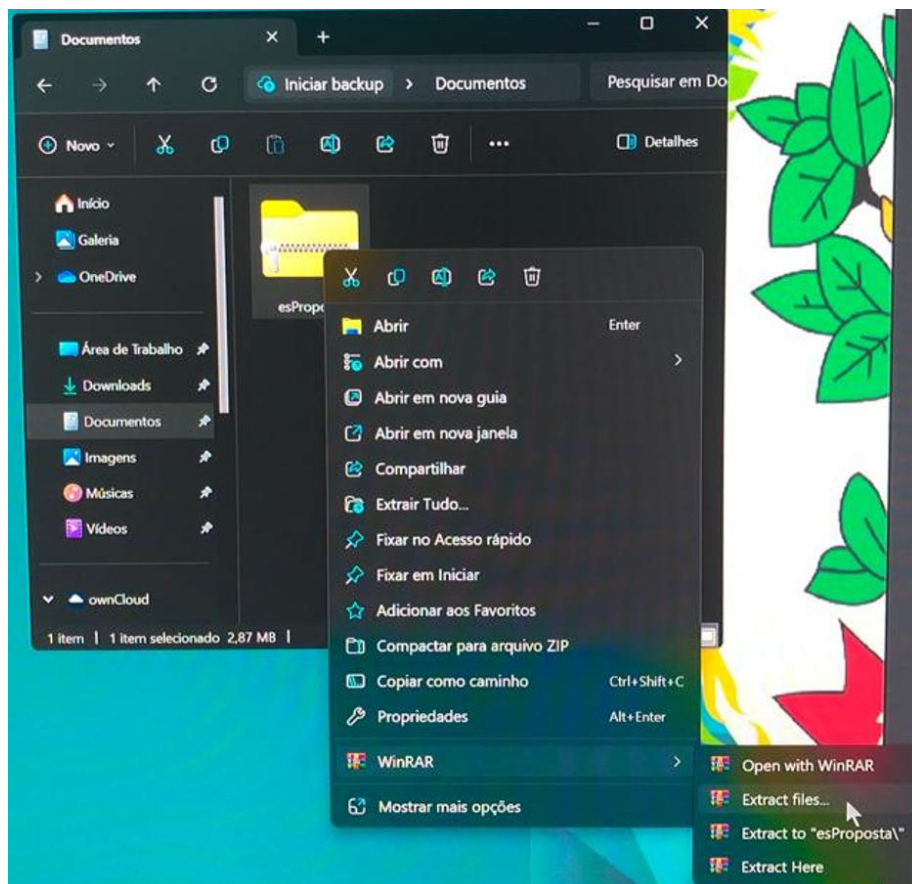 Documentos
Iniciar backup > Documentos
Pesquisar em Do
Novo
Detalhes
Início
Galeria
OneDrive
Área de Trabalho
Downloads
Documentos
Imagens
Músicas
Vídeos
ownCloud
1 item | 1 item selecionado 2,87 MB |
esPropo
Abrir Enter
Abrir com
Abrir em nova guia
Abrir em nova janela
Compartilhar
Extrair Tudo...
Fixar no Acesso rápido
Fixar em Iniciar
Adicionar aos Favoritos
Compactar para arquivo ZIP
Copiar como caminho Ctrl+Shift+C
Propriedades Alt+Enter
WinRAR
Mostrar mais opções
Open with WinRAR
Extract files...
Extract to "esProposta\"
Extract Here